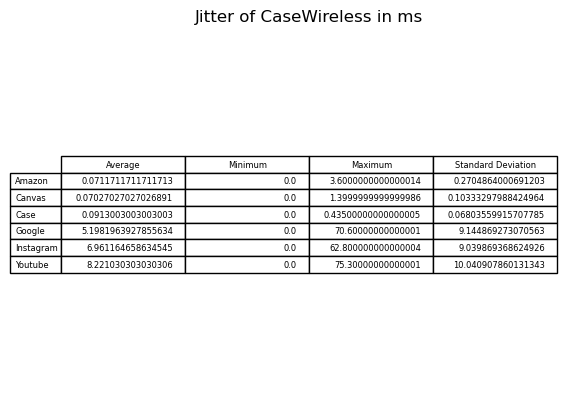 Jitter of CaseWireless in ms
Average Minimum Maximum Standard Deviation
Amazon 0.0711711711711713 0.0 3.6000000000000014 0.2704864000691203
Canvas 0.07027027027026891 0.0 1.3999999999999986 0.10333297988424964
Case 0.0913003003003003 0.0 0.43500000000000005 0.06803559915707785
Google 5.1981963927855634 0.0 70.60000000000001 9.144869273070563
Instagram 6.961164658634545 0.0 62.800000000000004 9.039869368624926
Youtube 8.221030303030306 0.0 75.30000000000001 10.040907860131343